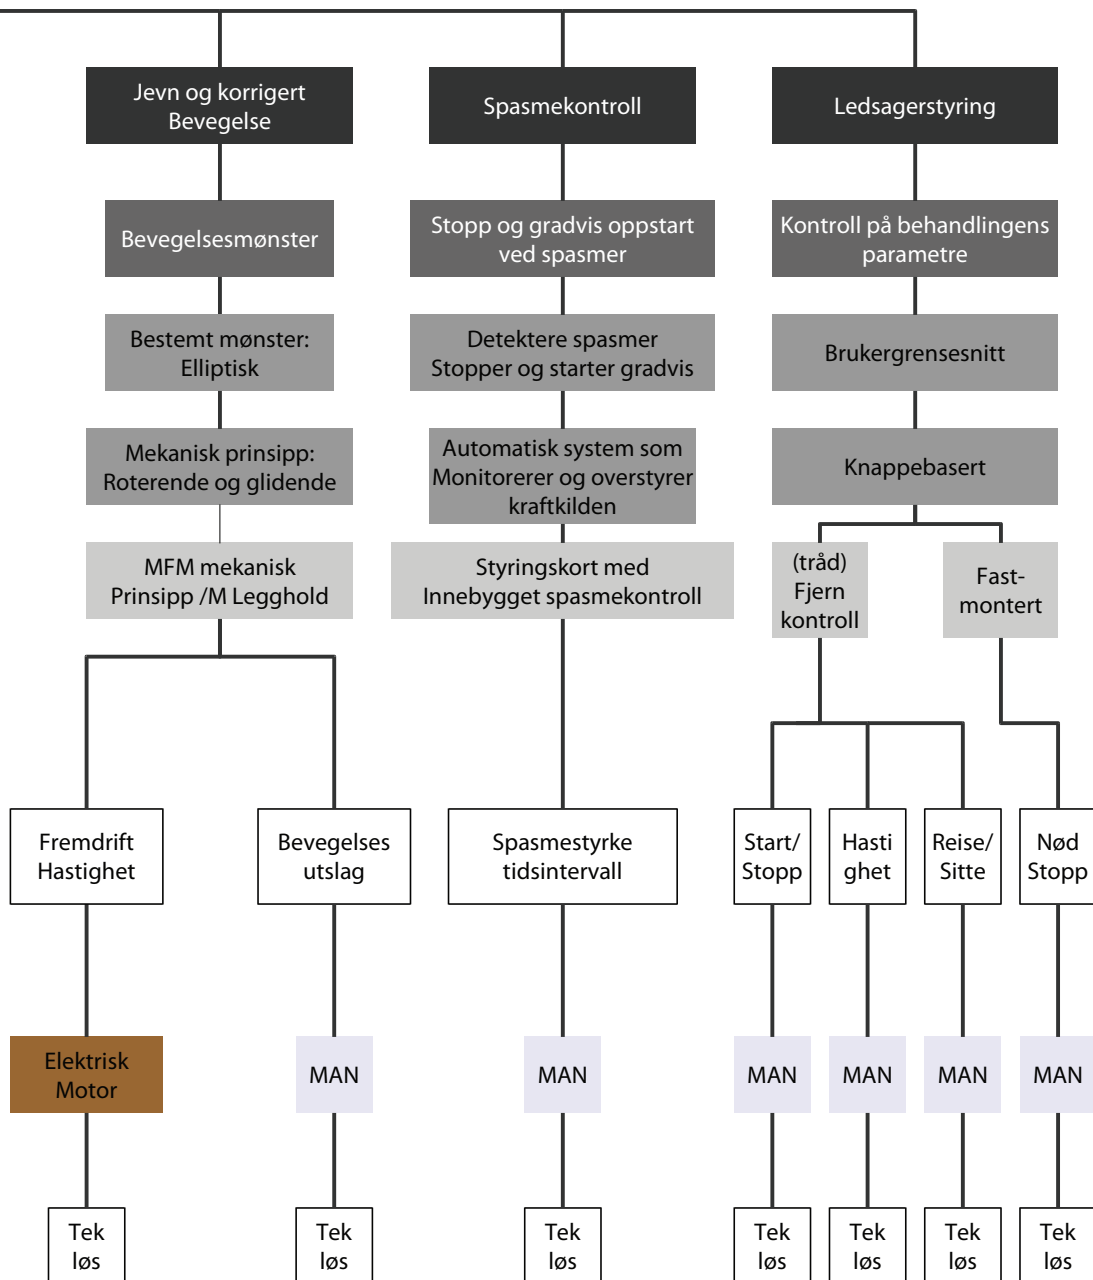 Jevn og korrigert
Bevegelse
Spasmekontroll
Ledsagerstyring
Bevegelsesmønster
Stopp og gradvis oppstart
ved spasmer
Kontroll på behandlingens
parametre
Bestemt mønster:
Elliptisk
Detektere spasmer
Stopper og starter gradvis
Brukergrensesnitt
Mekanisk prinsipp:
Roterende og glidende
Automatisk system som
Monitorerer og overstyrer
kraftkilden
Knappebasert
MFM mekanisk
Prinsipp /M Legghold
Styringskort med
Innebygget spasmekontroll
(tråd)
Fjern
kontroll
Fast-
montert
Fremdrift
Hastighet
Bevegelses
utslag
Spasmestyrke
tidsintervall
Start/
Stopp
Hasti
ghet
Reise/
Sitte
Nød
Stopp
Elektrisk
Motor
MAN
MAN
MAN
MAN
MAN
MAN
Tek
løs
Tek
løs
Tek
løs
Tek
løs
Tek
løs
Tek
løs
Tek
løs